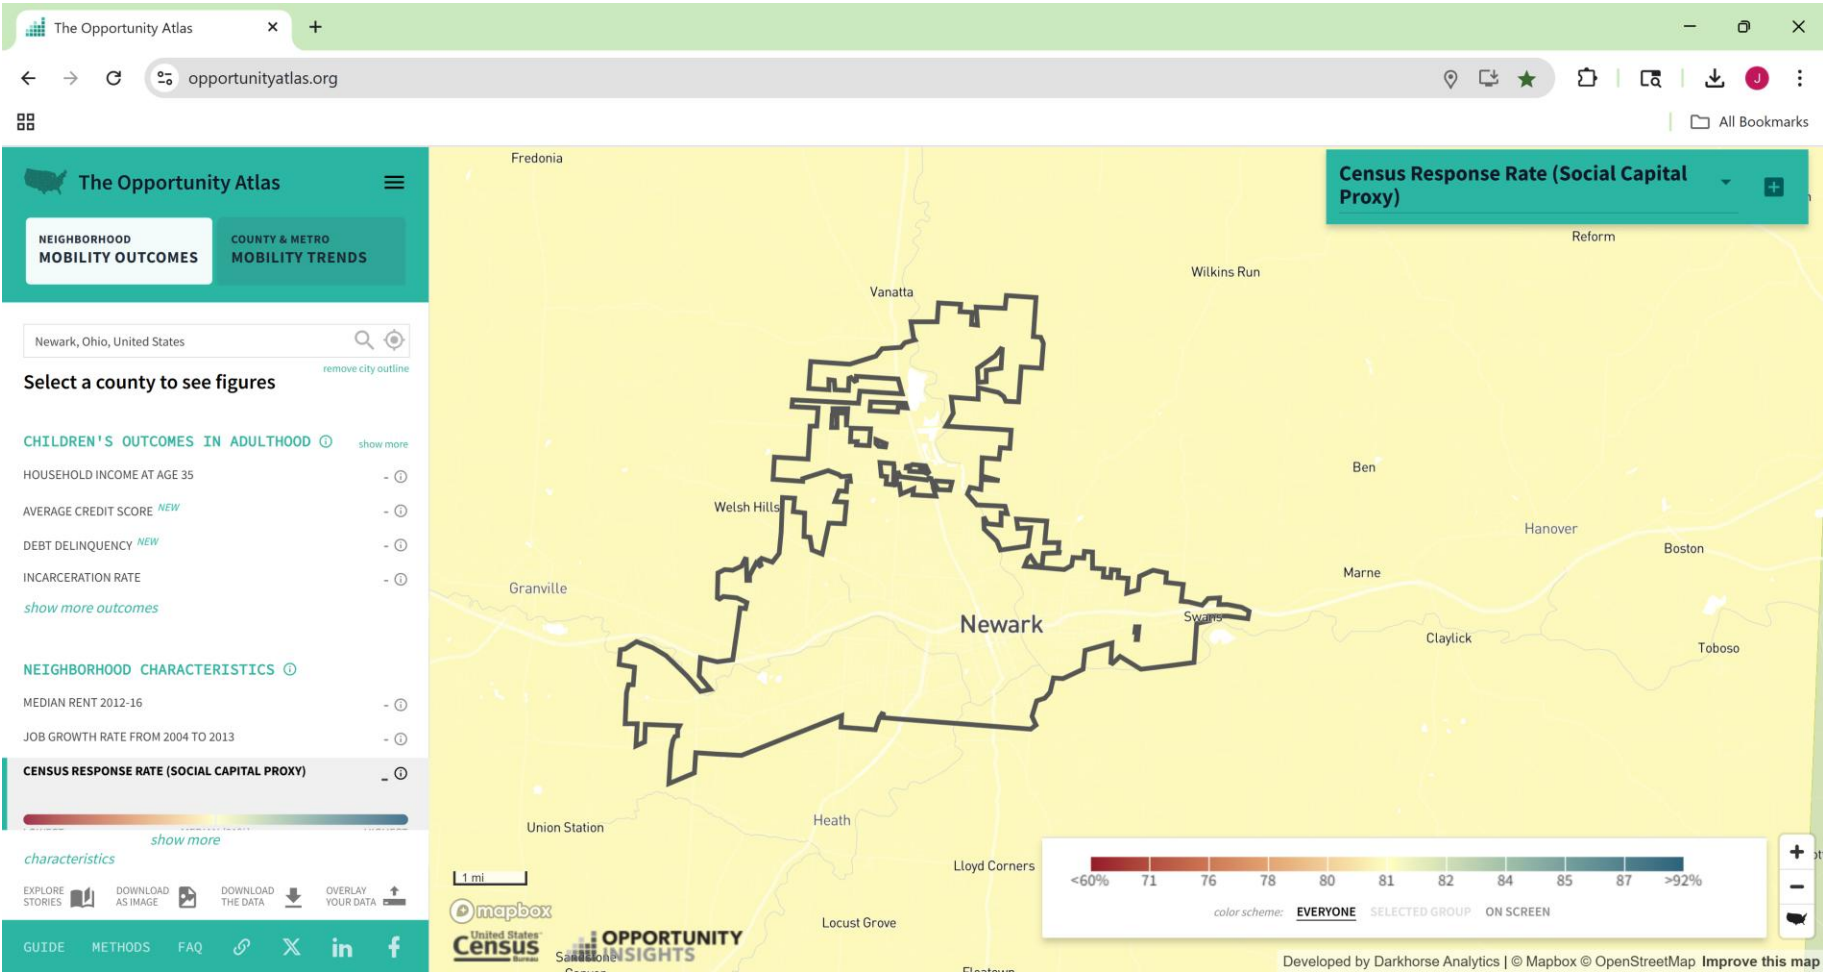 The Opportunity Atlas
opportunityatlas.org
J
All Bookmarks
The Opportunity Atlas
NEIGHBORHOOD
MOBILITY OUTCOMES
COUNTY & METRO
MOBILITY TRENDS
Newark, Ohio, United States
remove city outline
Select a county to see figures
CHILDREN'S OUTCOMES IN ADULTHOOD
show more
HOUSEHOLD INCOME AT AGE 35 -
AVERAGE CREDIT SCORE NEW -
DEBT DELINQUENCY NEW -
INCARCERATION RATE -
show more outcomes
NEIGHBORHOOD CHARACTERISTICS
MEDIAN RENT 2012-16 -
JOB GROWTH RATE FROM 2004 TO 2013 -
CENSUS RESPONSE RATE (SOCIAL CAPITAL PROXY) -
show more
characteristics
EXPLORE
STORIES
DOWNLOAD
AS IMAGE
DOWNLOAD
THE DATA
OVERLAY
YOUR DATA
GUIDE METHODS FAQ
Census Response Rate (Social Capital
Proxy)
Fredonia
Reform
Wilkins Run
Vanatta
Ben
Welsh Hills
Hanover
Boston
Marne
Granville
Swans
Newark
Claylick
Toboso
Union Station
Heath
Lloyd Corners
Locust Grove
1 mi
mapbox
United States
Census
Bureau
OPPORTUNITY
INSIGHTS
<60% 71 76 78 80 81 82 84 85 87 >92%
color scheme: EVERYONE SELECTED GROUP ON SCREEN
Developed by Darkhorse Analytics | © Mapbox © OpenStreetMap Improve this map